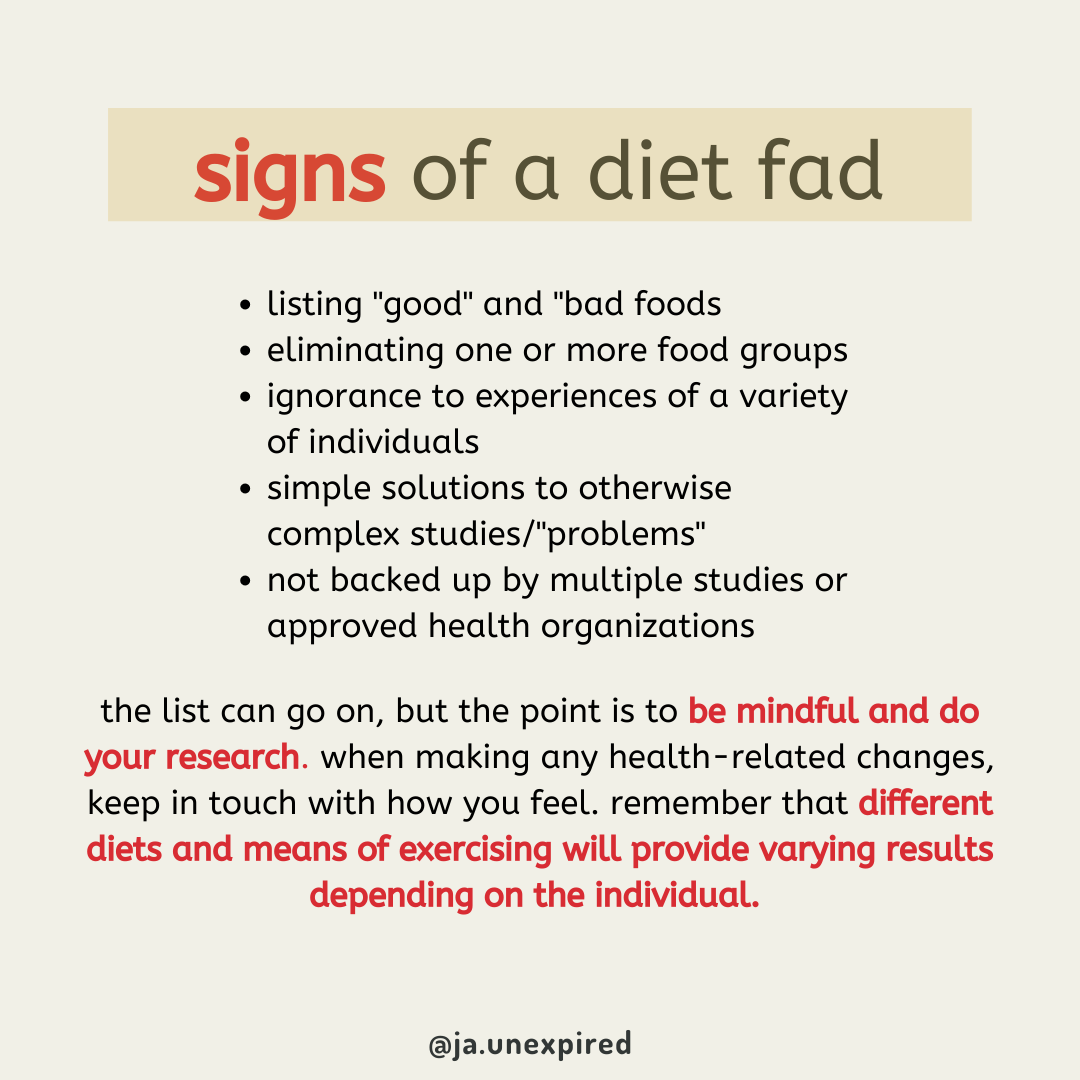 signs of a diet fad
• listing "good" and "bad foods
• eliminating one or more food groups
• ignorance to experiences of a variety
of individuals
• simple solutions to otherwise
complex studies/"problems"
• not backed up by multiple studies or
approved health organizations
the list can go on, but the point is to be mindful and do
your research. when making any health-related changes,
keep in touch with how you feel. remember that different
diets and means of exercising will provide varying results
depending on the individual.
@ja.unexpired